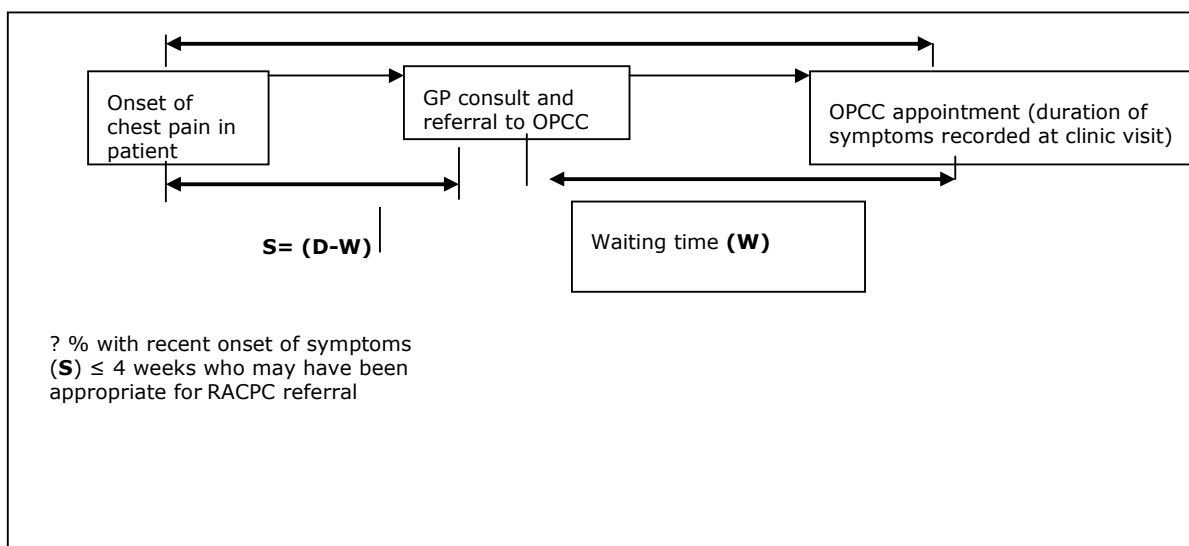 Onset of
chest pain in
patient
GP consult and
referral to OPCC
OPCC appointment (duration of
symptoms recorded at clinic visit)
S= (D-W)
Waiting time (W)
? % with recent onset of symptoms
(S) ≤ 4 weeks who may have been
appropriate for RACPC referral